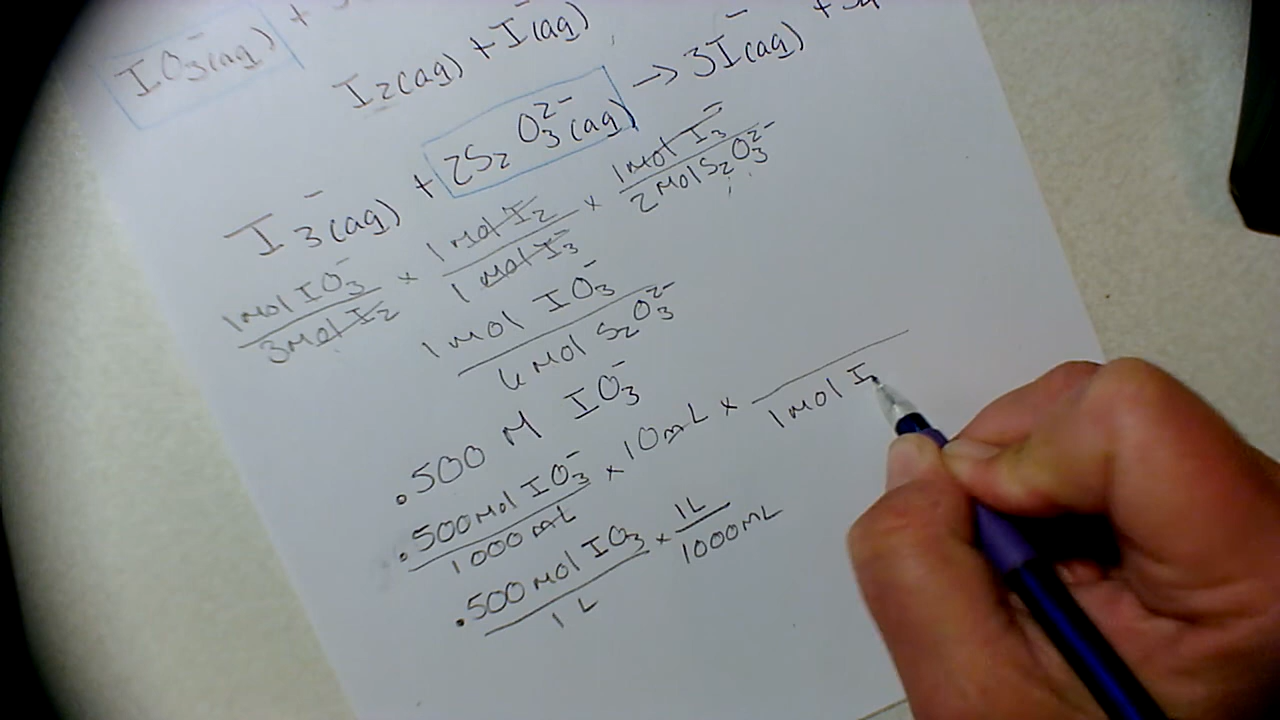 IO₃⁻(aq) +
I₂(aq) + I⁻(aq)
I₃⁻(aq) + 2S₂O₃²⁻(aq) → 3I⁻(aq) +
1 mol IO₃⁻ / 3 mol I₂ × 1 mol I₂ / 1 mol I₃⁻ × 1 mol I₃⁻ / 2 mol S₂O₃²⁻
1 mol IO₃⁻ / 6 mol S₂O₃²⁻
.500 M IO₃⁻
.500 mol IO₃⁻ / 1000 mL × 10 mL × / 1 mol I
.500 mol IO₃ / 1 L × 1L / 1000 mL